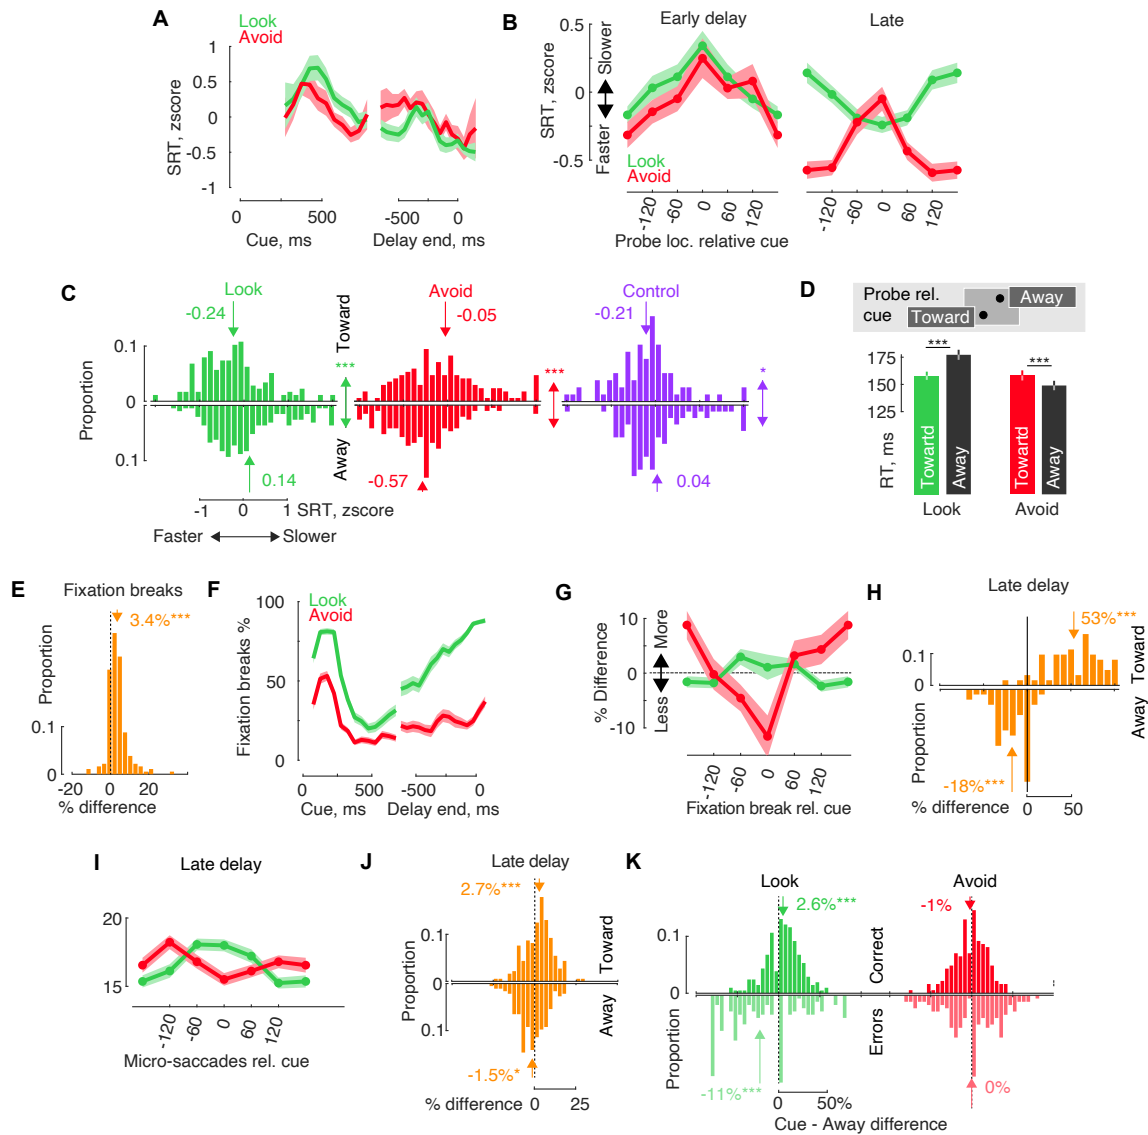 A
Look
Avoid
1
0.5
0
-0.5
-1
SRT, zscore
0
500
-500
0
Cue, ms
Delay end, ms
B
Early delay
Late
0.5
0
-0.5
SRT, zscore
Faster
Slower
Look
Avoid
-120
-60
0
60
120
-120
-60
0
60
120
Probe loc. relative cue
C
Look
Avoid
Control
-0.24
-0.05
-0.21
0.1
0
0.1
Proportion
Toward
Away
***
***
*
0.14
-0.57
0.04
-1
0
1
SRT, zscore
Faster
Slower
D
Probe rel.
cue
Away
Toward
***
***
175
150
125
RT, ms
Towartd
Away
Towartd
Away
Look
Avoid
E
Fixation breaks
3.4%***
Proportion
0.1
0
-20
0
20
% difference
F
Look
Avoid
100
50
0
Fixation breaks %
0
500
-500
0
Cue, ms
Delay end, ms
G
10
0
-10
% Difference
Less
More
-120
-60
0
60
120
Fixation break rel. cue
H
Late delay
53%***
0.1
0
Toward
Away
Proportion
-18%***
% difference
0
50
I
Late delay
20
15
-120
-60
0
60
120
Micro-saccades rel. cue
J
Late delay
2.7%***
0.1
0
0.1
Proportion
Toward
Away
-1.5%*
% difference
0
25
K
Look
Avoid
2.6%***
-1%
0.1
0
Proportion
Correct
Errors
-11%***
0%
0
50%
Cue - Away difference